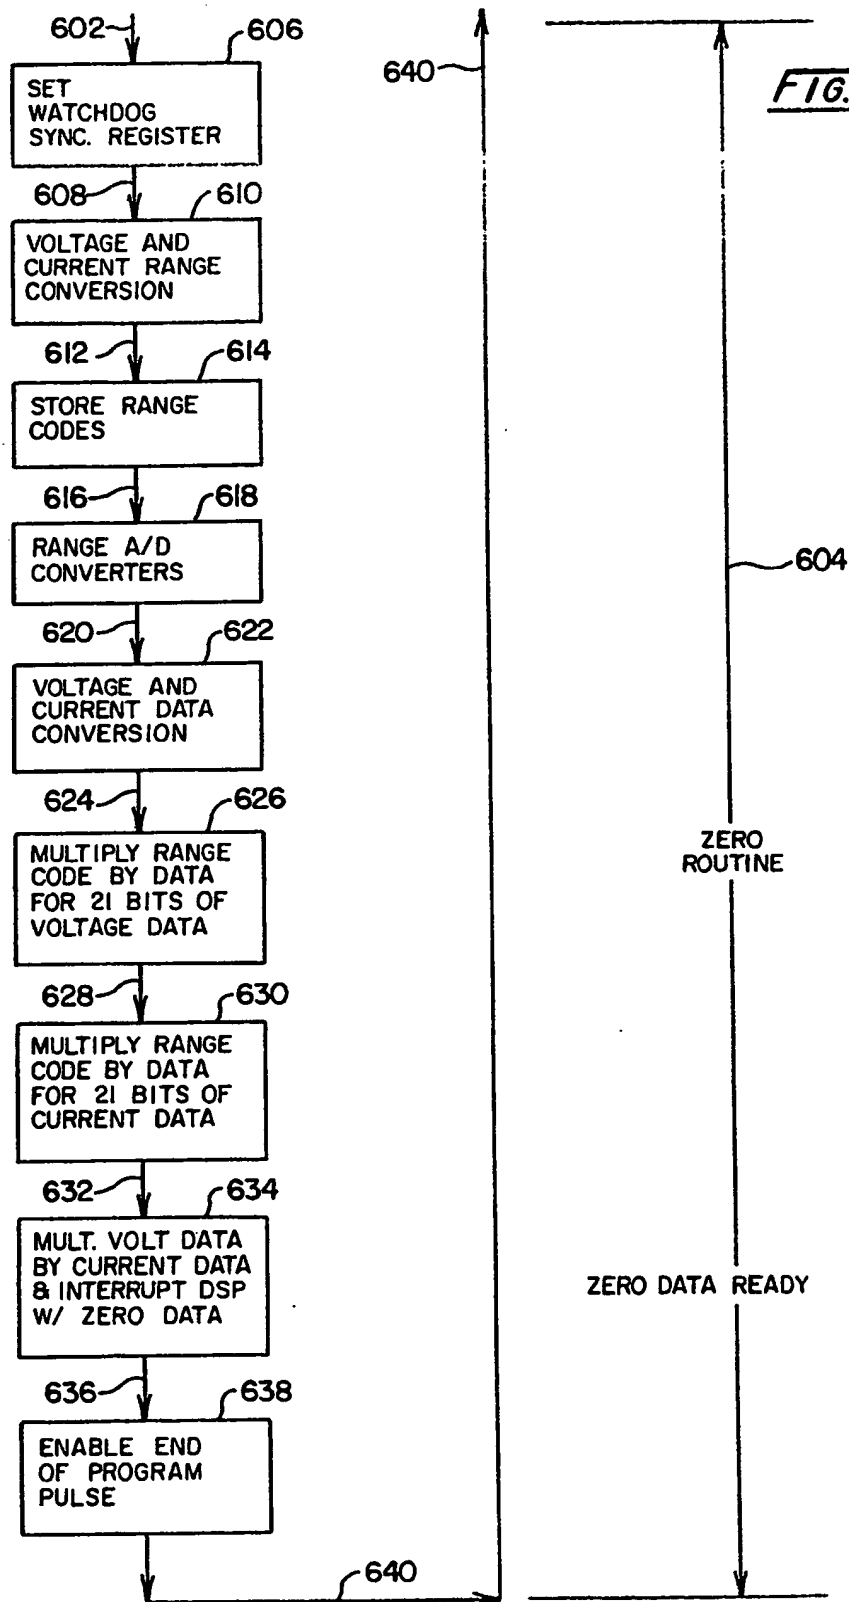 602
606
640
FIG.
SET
WATCHDOG
SYNC. REGISTER
608
610
VOLTAGE AND
CURRENT RANGE
CONVERSION
612
614
STORE RANGE
CODES
616
618
RANGE A/D
CONVERTERS
604
620
622
VOLTAGE AND
CURRENT DATA
CONVERSION
624
626
MULTIPLY RANGE
CODE BY DATA
FOR 21 BITS OF
VOLTAGE DATA
ZERO
ROUTINE
628
630
MULTIPLY RANGE
CODE BY DATA
FOR 21 BITS OF
CURRENT DATA
632
634
MULT. VOLT DATA
BY CURRENT DATA
& INTERRUPT DSP
W/ ZERO DATA
ZERO DATA READY
636
638
ENABLE END
OF PROGRAM
PULSE
640